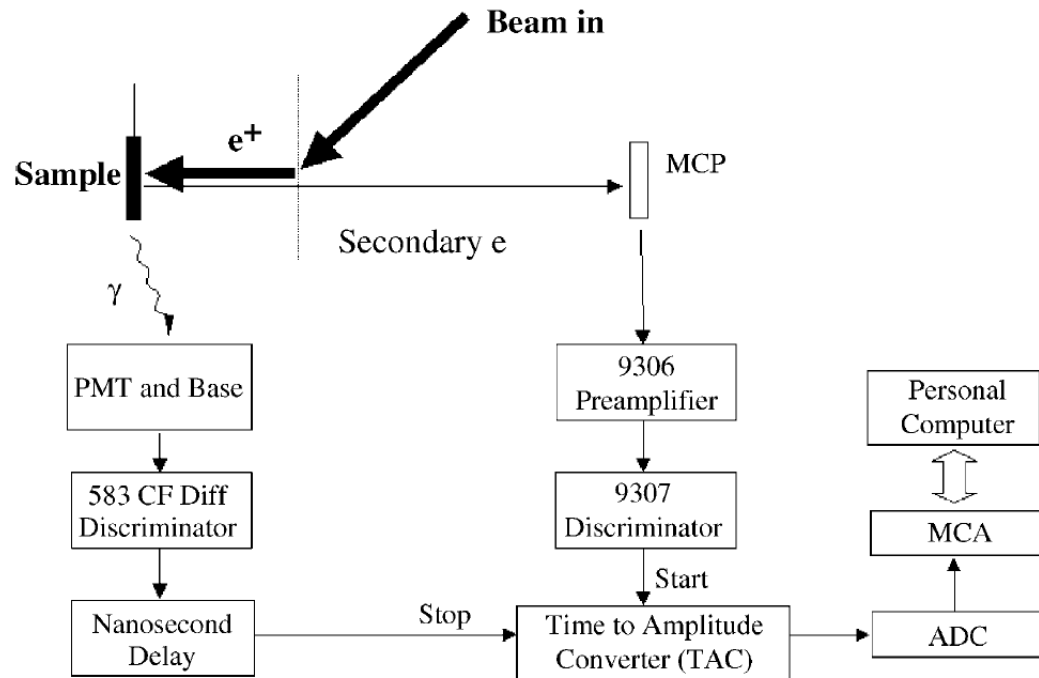 Beam in
e+
Sample
MCP
Secondary e
γ
PMT and Base
9306
Preamplifier
Personal
Computer
583 CF Diff
Discriminator
9307
Discriminator
MCA
Start
Nanosecond
Delay
Stop
Time to Amplitude
Converter (TAC)
ADC